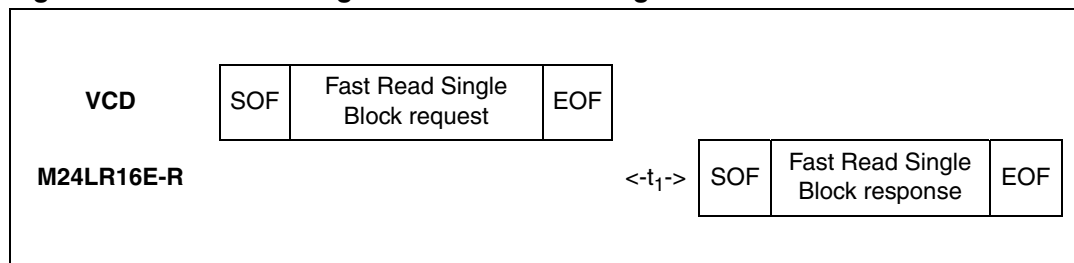 VCD
SOF
Fast Read Single
Block request
EOF
M24LR16E-R
<-t₁->
SOF
Fast Read Single
Block response
EOF